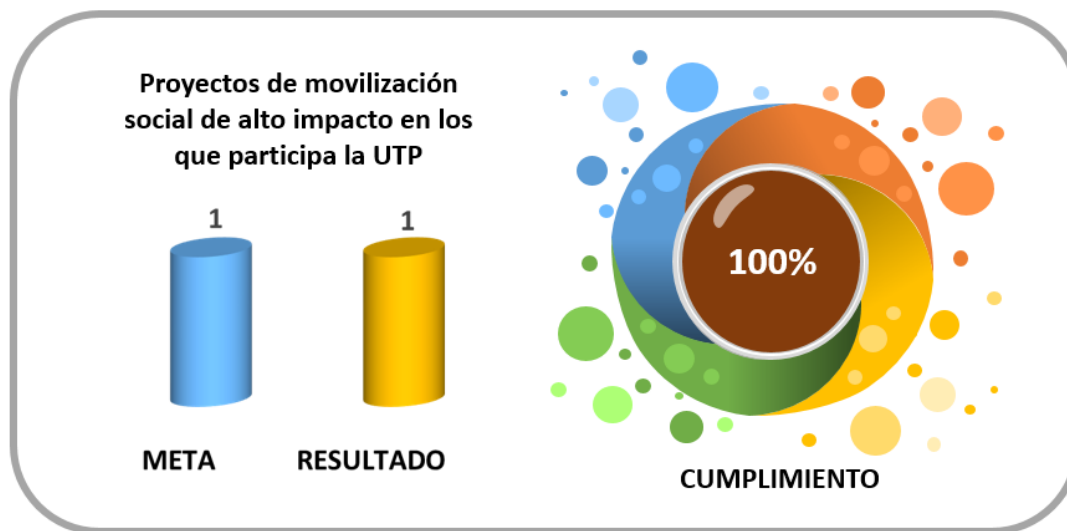 Proyectos de movilización
social de alto impacto en los
que participa la UTP
1
1
META
RESULTADO
100%
CUMPLIMIENTO